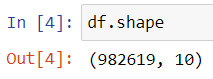 In [4]: df.shape
Out[4]: (982619, 10)